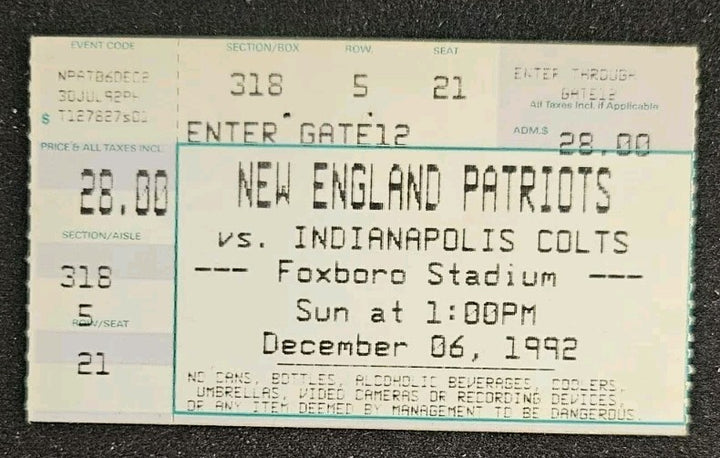 EVENT CODE
SECTION/BOX ROW. SEAT
NPAT06DEC2
318 5 21
ENTER THROUGH
GATE12
All Taxes Incl. if Applicable
$
ENTER GATE12
ADM.$ 28.00
PRICE & ALL TAXES INCL.
28.00
NEW ENGLAND PATRIOTS
vs. INDIANAPOLIS COLTS
SECTION/AISLE
318
--- Foxboro Stadium ---
5
Sun at 1:00PM
ROW/SEAT
21
December 06, 1992
NO CANS, BOTTLES, ALCOHOLIC BEVERAGES, COOLERS,
UMBRELLAS, VIDEO CAMERAS OR RECORDING DEVICES,
OR ANY ITEM DEEMED BY MANAGEMENT TO BE DANGEROUS.